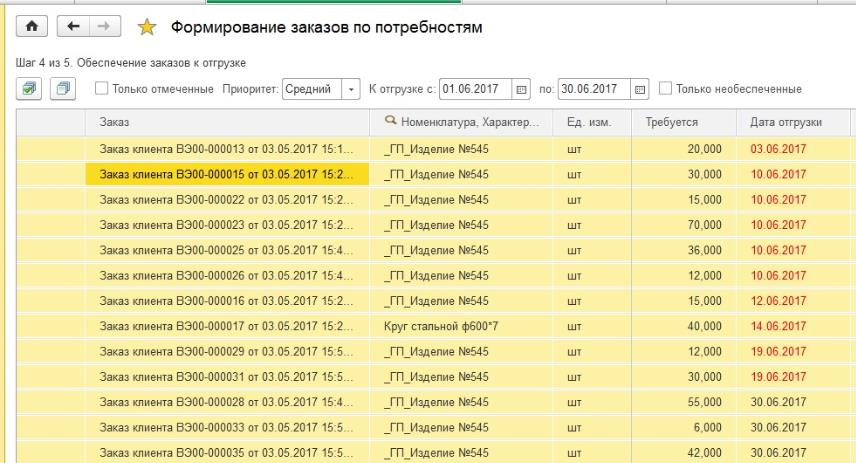 Формирование заказов по потребностям
Шаг 4 из 5. Обеспечение заказов к отгрузке
Только отмеченные Приоритет: Средний К отгрузке с: 01.06.2017 по: 30.06.2017 Только необеспеченные
Заказ Номенклатура, Характер... Ед. изм. Требуется Дата отгрузки
Заказ клиента ВЭ00-000013 от 03.05.2017 15:1... _ГП_Изделие №545 шт 20,000 03.06.2017
Заказ клиента ВЭ00-000015 от 03.05.2017 15:2... _ГП_Изделие №545 шт 30,000 10.06.2017
Заказ клиента ВЭ00-000022 от 03.05.2017 15:2... _ГП_Изделие №545 шт 15,000 10.06.2017
Заказ клиента ВЭ00-000023 от 03.05.2017 15:2... _ГП_Изделие №545 шт 70,000 10.06.2017
Заказ клиента ВЭ00-000025 от 03.05.2017 15:4... _ГП_Изделие №545 шт 36,000 10.06.2017
Заказ клиента ВЭ00-000026 от 03.05.2017 15:4... _ГП_Изделие №545 шт 12,000 10.06.2017
Заказ клиента ВЭ00-000016 от 03.05.2017 15:2... _ГП_Изделие №545 шт 15,000 12.06.2017
Заказ клиента ВЭ00-000017 от 03.05.2017 15:2... Круг стальной ф600*7 шт 40,000 14.06.2017
Заказ клиента ВЭ00-000029 от 03.05.2017 15:5... _ГП_Изделие №545 шт 12,000 19.06.2017
Заказ клиента ВЭ00-000031 от 03.05.2017 15:5... _ГП_Изделие №545 шт 30,000 19.06.2017
Заказ клиента ВЭ00-000028 от 03.05.2017 15:4... _ГП_Изделие №545 шт 55,000 30.06.2017
Заказ клиента ВЭ00-000033 от 03.05.2017 15:5... _ГП_Изделие №545 шт 6,000 30.06.2017
Заказ клиента ВЭ00-000035 от 03.05.2017 15:5... _ГП_Изделие №545 шт 42,000 30.06.2017